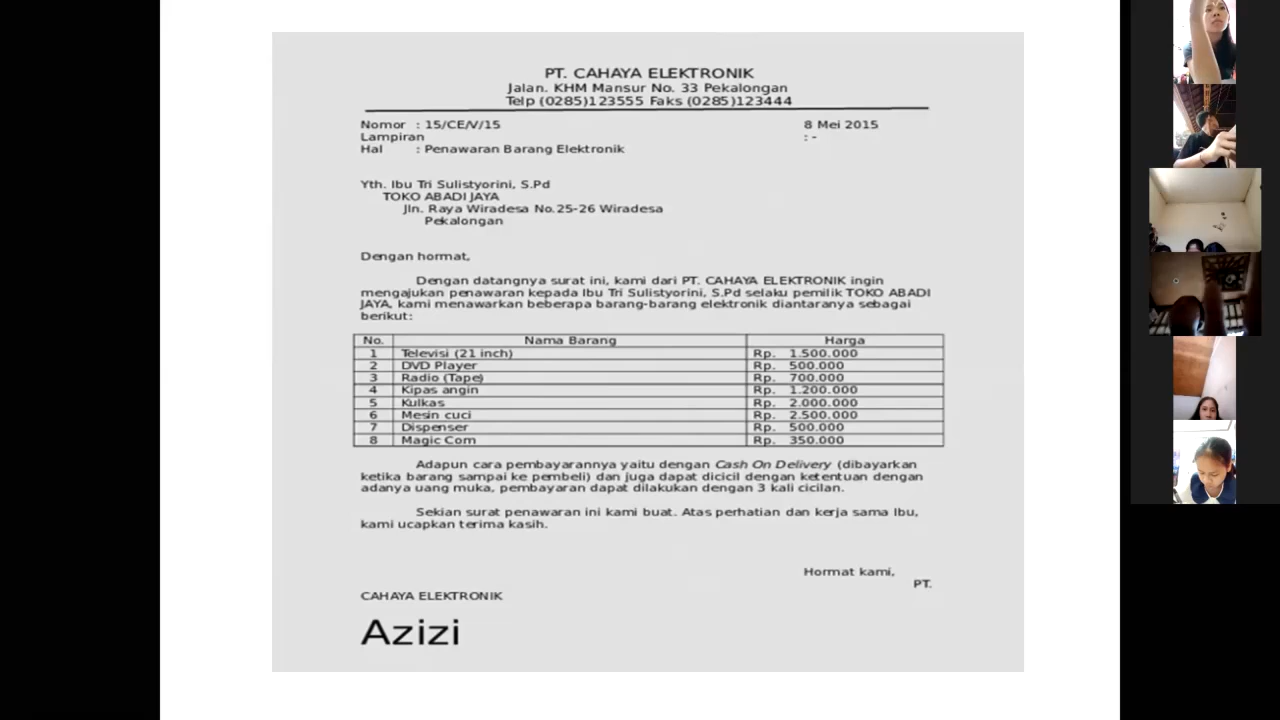 PT. CAHAYA ELEKTRONIK
Jalan. KHM Mansur No. 33 Pekalongan
Telp (0285)123555 Faks (0285)123444
Nomor : 15/CE/V/15 8 Mei 2015
Lampiran : -
Hal : Penawaran Barang Elektronik
Yth. Ibu Tri Sulistyorini, S.Pd
TOKO ABADI JAYA
Jln. Raya Wiradesa No.25-26 Wiradesa
Pekalongan
Dengan hormat,
Dengan datangnya surat ini, kami dari PT. CAHAYA ELEKTRONIK ingin
mengajukan penawaran kepada Ibu Tri Sulistyorini, S.Pd selaku pemilik TOKO ABADI
JAYA, kami menawarkan beberapa barang-barang elektronik diantaranya sebagai
berikut:
No. Nama Barang Harga
1 Televisi (21 inch) Rp. 1.500.000
2 DVD Player Rp. 500.000
3 Radio (Tape) Rp. 700.000
4 Kipas angin Rp. 1.200.000
5 Kulkas Rp. 2.000.000
6 Mesin cuci Rp. 2.500.000
7 Dispenser Rp. 500.000
8 Magic Com Rp. 350.000
Adapun cara pembayarannya yaitu dengan Cash On Delivery (dibayarkan
ketika barang sampai ke pembeli) dan juga dapat dicicil dengan ketentuan dengan
adanya uang muka, pembayaran dapat dilakukan dengan 3 kali cicilan.
Sekian surat penawaran ini kami buat. Atas perhatian dan kerja sama Ibu,
kami ucapkan terima kasih.
Hormat kami,
PT.
CAHAYA ELEKTRONIK
Azizi